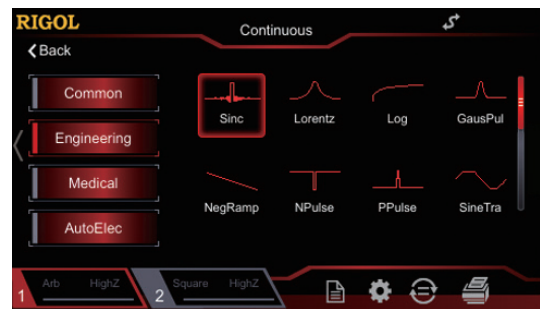 RIGOL
Continuous
Back
Common
Engineering
Medical
AutoElec
Sinc
Lorentz
Log
GausPul
NegRamp
NPulse
PPulse
SineTra
1
Arb HighZ
2
Square HighZ